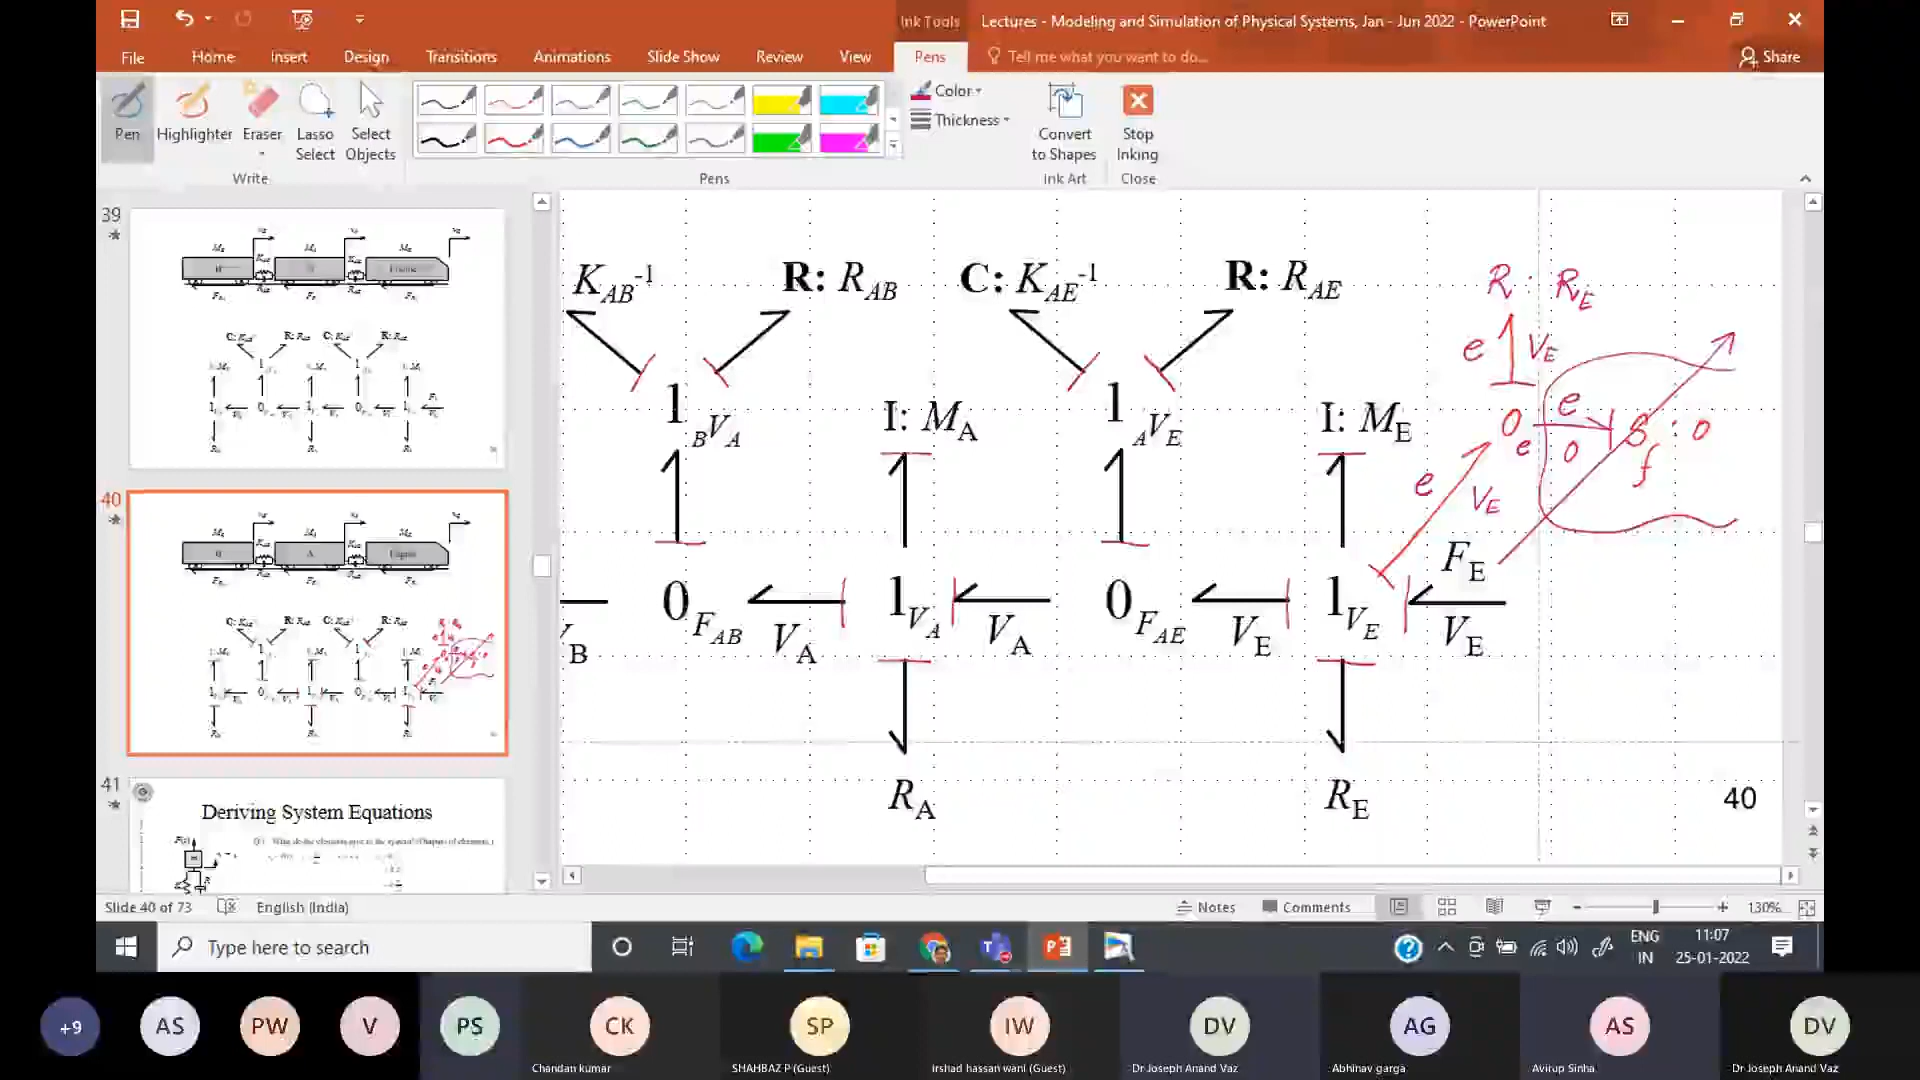 Ink Tools
Lectures - Modeling and Simulation of Physical Systems, Jan - Jun 2022 - PowerPoint
File Home Insert Design Transitions Animations Slide Show Review View Pens Tell me what you want to do... Share
Pen Highlighter Eraser Lasso Select Select Objects
Color
Thickness
Convert to Shapes
Stop Inking
Write Pens Ink Art Close
39
40
41
Deriving System Equations
K_AB^-1 R: R_AB C: K_AE^-1 R: R_AE R : R_E
e V_E
1 _BV_A I: M_A 1 _AV_E I: M_E 0 e e 0 S_f : 0
e V_E
F_E
0 F_AB V_A 1 V_A V_A 0 F_AE V_E 1 V_E V_E
B
R_A R_E
40
Slide 40 of 73 English (India) Notes Comments 130%
Type here to search
ENG
IN
11:07
25-01-2022
+9 AS PW V PS CK SP IW DV AG AS DV
Chandan kumar SHAHBAZ P (Guest) irshad hassan wani (Guest) Dr Joseph Anand Vaz Abhinav garga Avirup Sinha Dr Joseph Anand Vaz